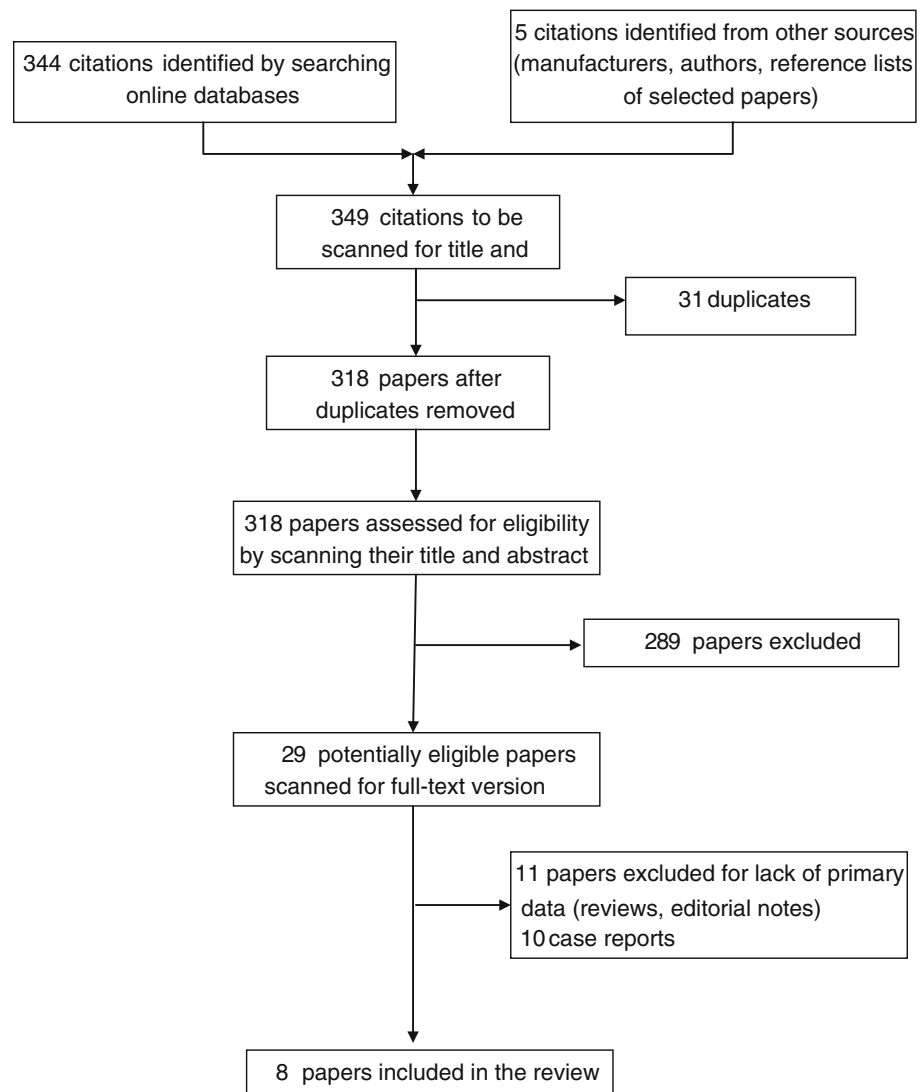 344 citations identified by searching
online databases
5 citations identified from other sources
(manufacturers, authors, reference lists
of selected papers)
349 citations to be
scanned for title and
31 duplicates
318 papers after
duplicates removed
318 papers assessed for eligibility
by scanning their title and abstract
289 papers excluded
29 potentially eligible papers
scanned for full-text version
11 papers excluded for lack of primary
data (reviews, editorial notes)
10 case reports
8 papers included in the review